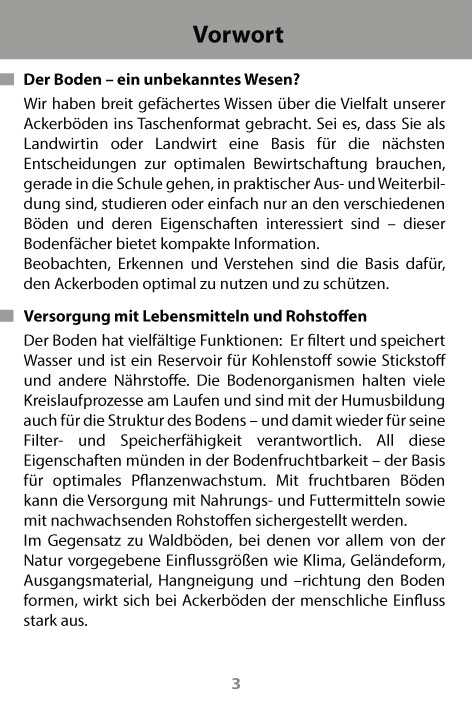 Vorwort
Der Boden – ein unbekanntes Wesen?
Wir haben breit gefächertes Wissen über die Vielfalt unserer
Ackerböden ins Taschenformat gebracht. Sei es, dass Sie als
Landwirtin oder Landwirt eine Basis für die nächsten
Entscheidungen zur optimalen Bewirtschaftung brauchen,
gerade in die Schule gehen, in praktischer Aus- und Weiterbil-
dung sind, studieren oder einfach nur an den verschiedenen
Böden und deren Eigenschaften interessiert sind – dieser
Bodenfächer bietet kompakte Information.
Beobachten, Erkennen und Verstehen sind die Basis dafür,
den Ackerboden optimal zu nutzen und zu schützen.
Versorgung mit Lebensmitteln und Rohstoffen
Der Boden hat vielfältige Funktionen: Er filtert und speichert
Wasser und ist ein Reservoir für Kohlenstoff sowie Stickstoff
und andere Nährstoffe. Die Bodenorganismen halten viele
Kreislaufprozesse am Laufen und sind mit der Humusbildung
auch für die Struktur des Bodens – und damit wieder für seine
Filter- und Speicherfähigkeit verantwortlich. All diese
Eigenschaften münden in der Bodenfruchtbarkeit – der Basis
für optimales Pflanzenwachstum. Mit fruchtbaren Böden
kann die Versorgung mit Nahrungs- und Futtermitteln sowie
mit nachwachsenden Rohstoffen sichergestellt werden.
Im Gegensatz zu Waldböden, bei denen vor allem von der
Natur vorgegebene Einflussgrößen wie Klima, Geländeform,
Ausgangsmaterial, Hangneigung und –richtung den Boden
formen, wirkt sich bei Ackerböden der menschliche Einfluss
stark aus.
3